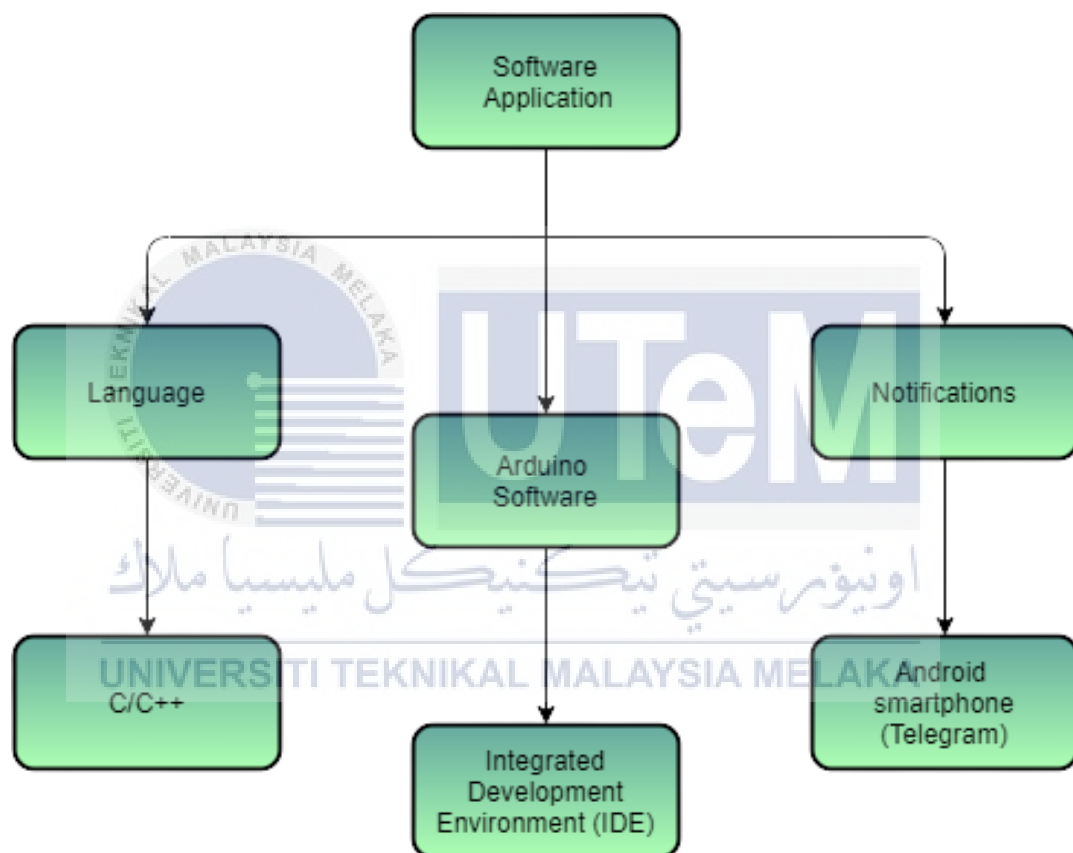 Software
Application
UNIVERSITI TEKNIKAL MALAYSIA MELAKA
UTeM
Language
Arduino
Software
Notifications
اونيۏرسيتي تيكنيكل مليسيا ملاك
UNIVERSITI TEKNIKAL MALAYSIA MELAKA
C/C++
Integrated
Development
Environment (IDE)
Android
smartphone
(Telegram)